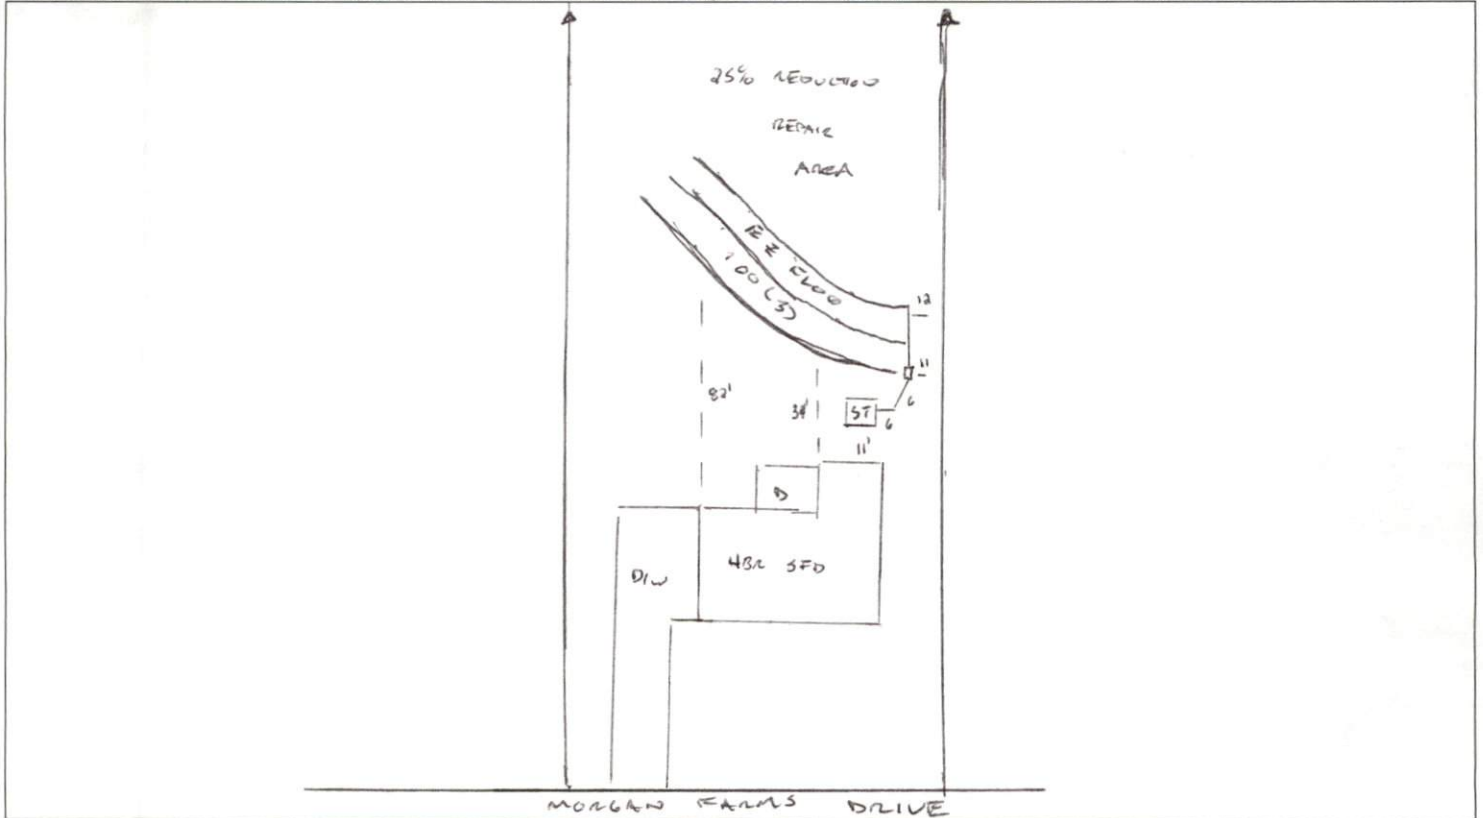 25% REDUCTION
REPAIR
AREA
EZ FLOW
100 (3)
12
11
82'
38'
ST
6
6
11'
D
D/W
4BR SFD
MORGAN FARMS DRIVE